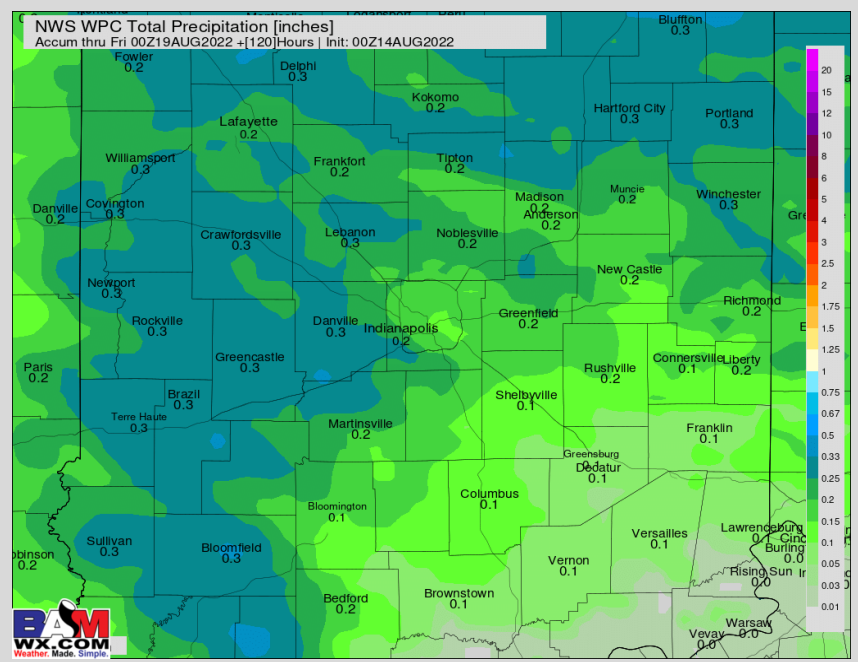 NWS WPC Total Precipitation [inches]
Accum thru Fri 00Z19AUG2022 +[120]Hours | Init: 00Z14AUG2022
Bluffton
0.3
Fowler
0.2
Delphi
0.3
Kokomo
0.2
Hartford City
0.3
Portland
0.3
Lafayette
0.2
Williamsport
0.3
Frankfort
0.2
Tipton
0.2
Muncie
0.2
Winchester
0.3
Madison
0.2
Anderson
0.2
Danville
0.2
Covington
0.3
Crawfordsville
0.3
Lebanon
0.3
Noblesville
0.2
New Castle
0.2
Newport
0.3
Richmond
0.2
Rockville
0.3
Danville
0.3
Indianapolis
0.2
Greenfield
0.2
Greencastle
0.3
Paris
0.2
Rushville
0.2
Connersville
0.1
Liberty
0.2
Brazil
0.3
Shelbyville
0.1
Terre Haute
0.3
Martinsville
0.2
Franklin
0.1
Greensburg
0.1
Decatur
0.1
Columbus
0.1
Bloomington
0.1
Sullivan
0.3
Bloomfield
0.3
Versailles
0.1
Lawrenceburg
0.1
Cinc
Burling
0.0
obinson
0.2
Vernon
0.1
Rising Sun
0.0
Bedford
0.2
Brownstown
0.1
Warsaw
0.0
Vevay
0.0
20
15
12
10
8
6
5
4
3
2.5
2
1.75
1.5
1.25
1
0.75
0.67
0.5
0.33
0.25
0.2
0.15
0.1
0.05
0.03
0.01
BAM
WX.COM
Weather. Made. Simple.